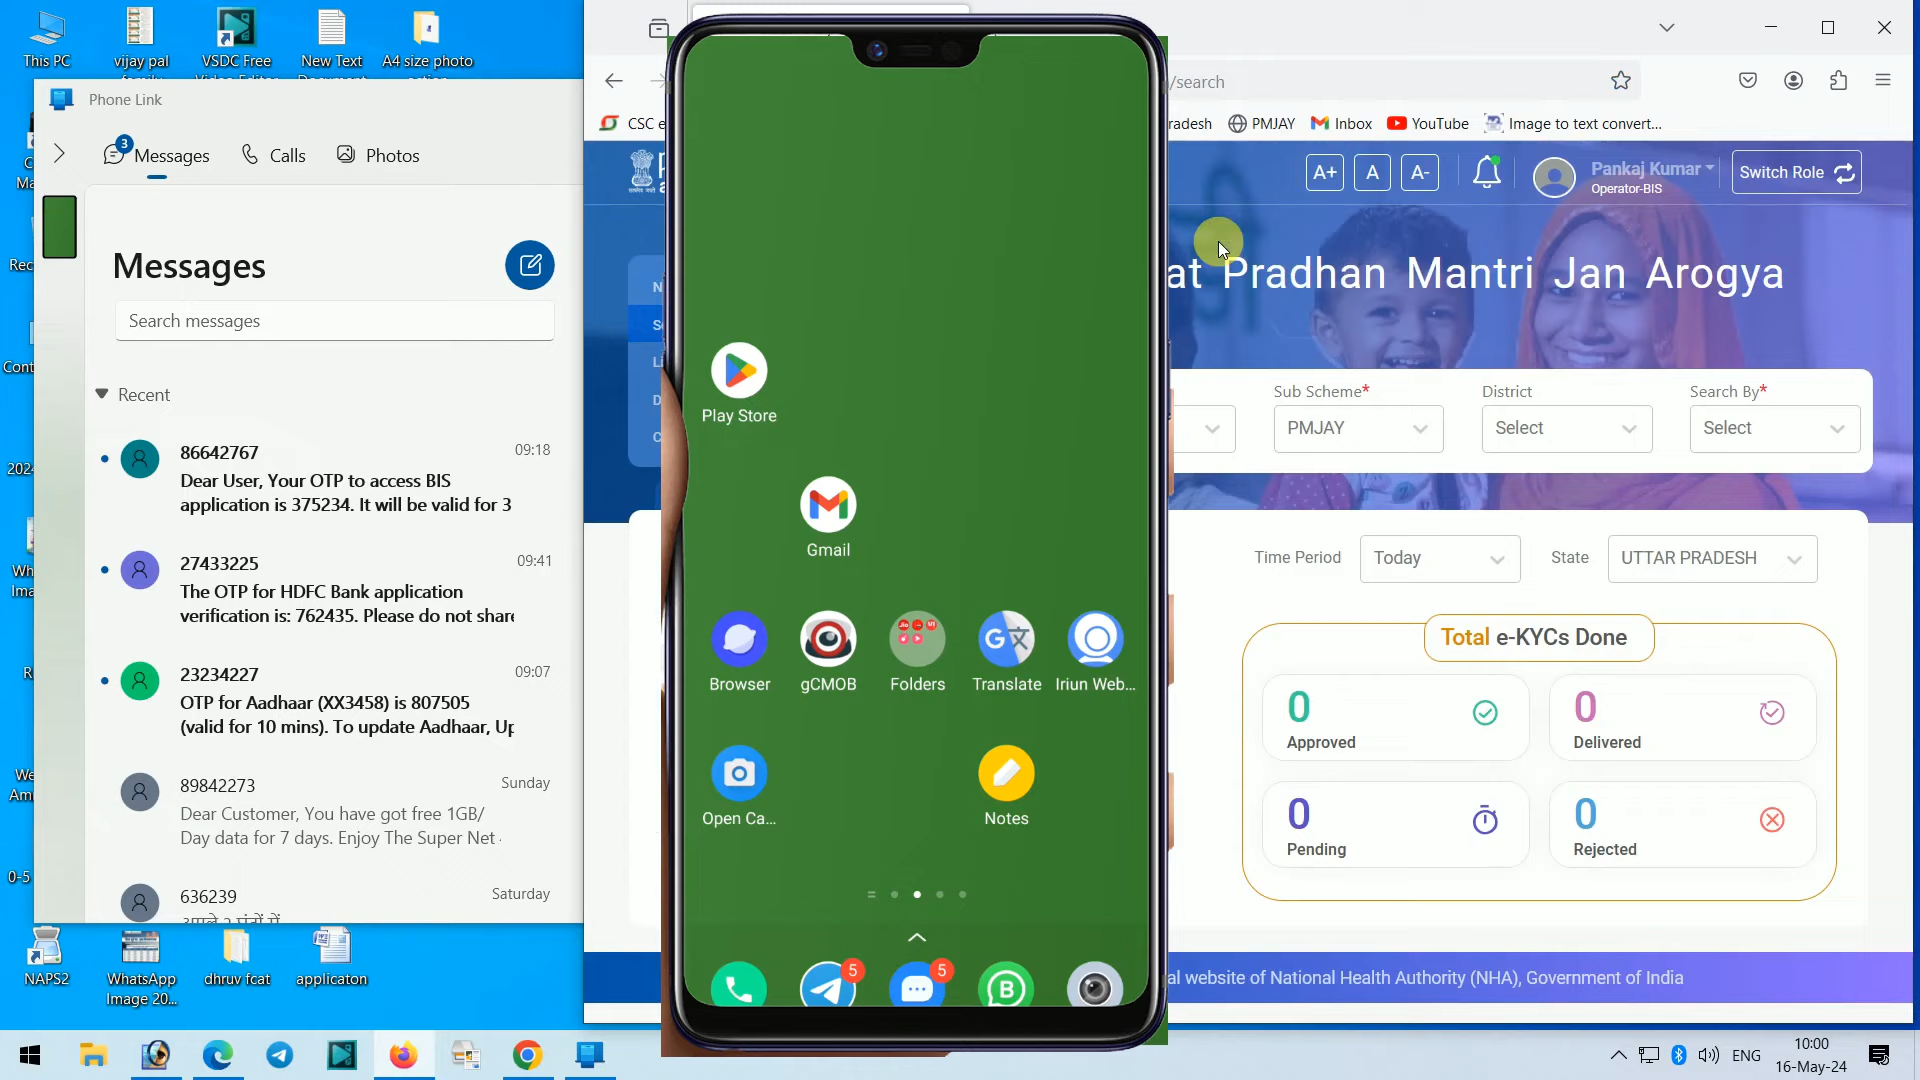 This PC
vijay pal
family
VSDC Free
Video Editor
New Text
Document
A4 size photo
Phone Link
3
Messages
Calls
Photos
Messages
Search messages
Recent
86642767
09:18
Dear User, Your OTP to access BIS
application is 375234. It will be valid for 3
27433225
09:41
The OTP for HDFC Bank application
verification is: 762435. Please do not share
23234227
09:07
OTP for Aadhaar (XX3458) is 807505
(valid for 10 mins). To update Aadhaar, Up
89842273
Sunday
Dear Customer, You have got free 1GB/
Day data for 7 days. Enjoy The Super Net
636239
Saturday
NAPS2
WhatsApp
Image 20...
dhruv fcat
applicaton
Play Store
Gmail
Browser
gCMOB
Folders
Translate
Iriun Web...
Open Ca...
Notes
5
5
/search
CSC e
radesh
PMJAY
Inbox
YouTube
Image to text convert...
A+
A
A-
Pankaj Kumar
Operator-BIS
Switch Role
at Pradhan Mantri Jan Arogya
Sub Scheme*
PMJAY
District
Select
Search By*
Select
Time Period
Today
State
UTTAR PRADESH
Total e-KYCs Done
0
Approved
0
Delivered
0
Pending
0
Rejected
al website of National Health Authority (NHA), Government of India
ENG
10:00
16-May-24